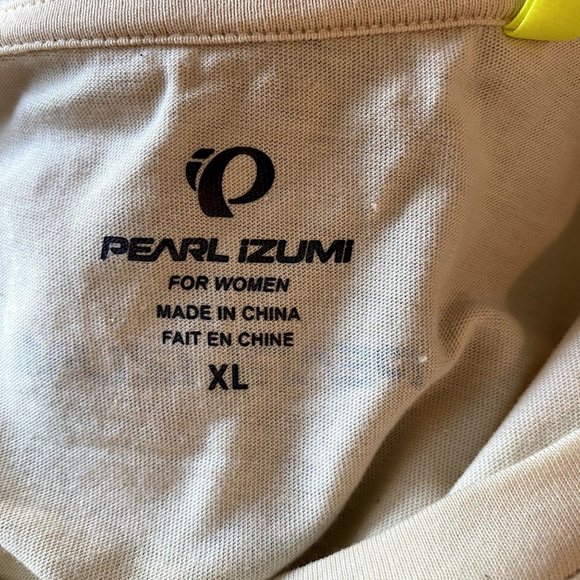 PEARL IZUMI
FOR WOMEN
MADE IN CHINA
FAIT EN CHINE
XL